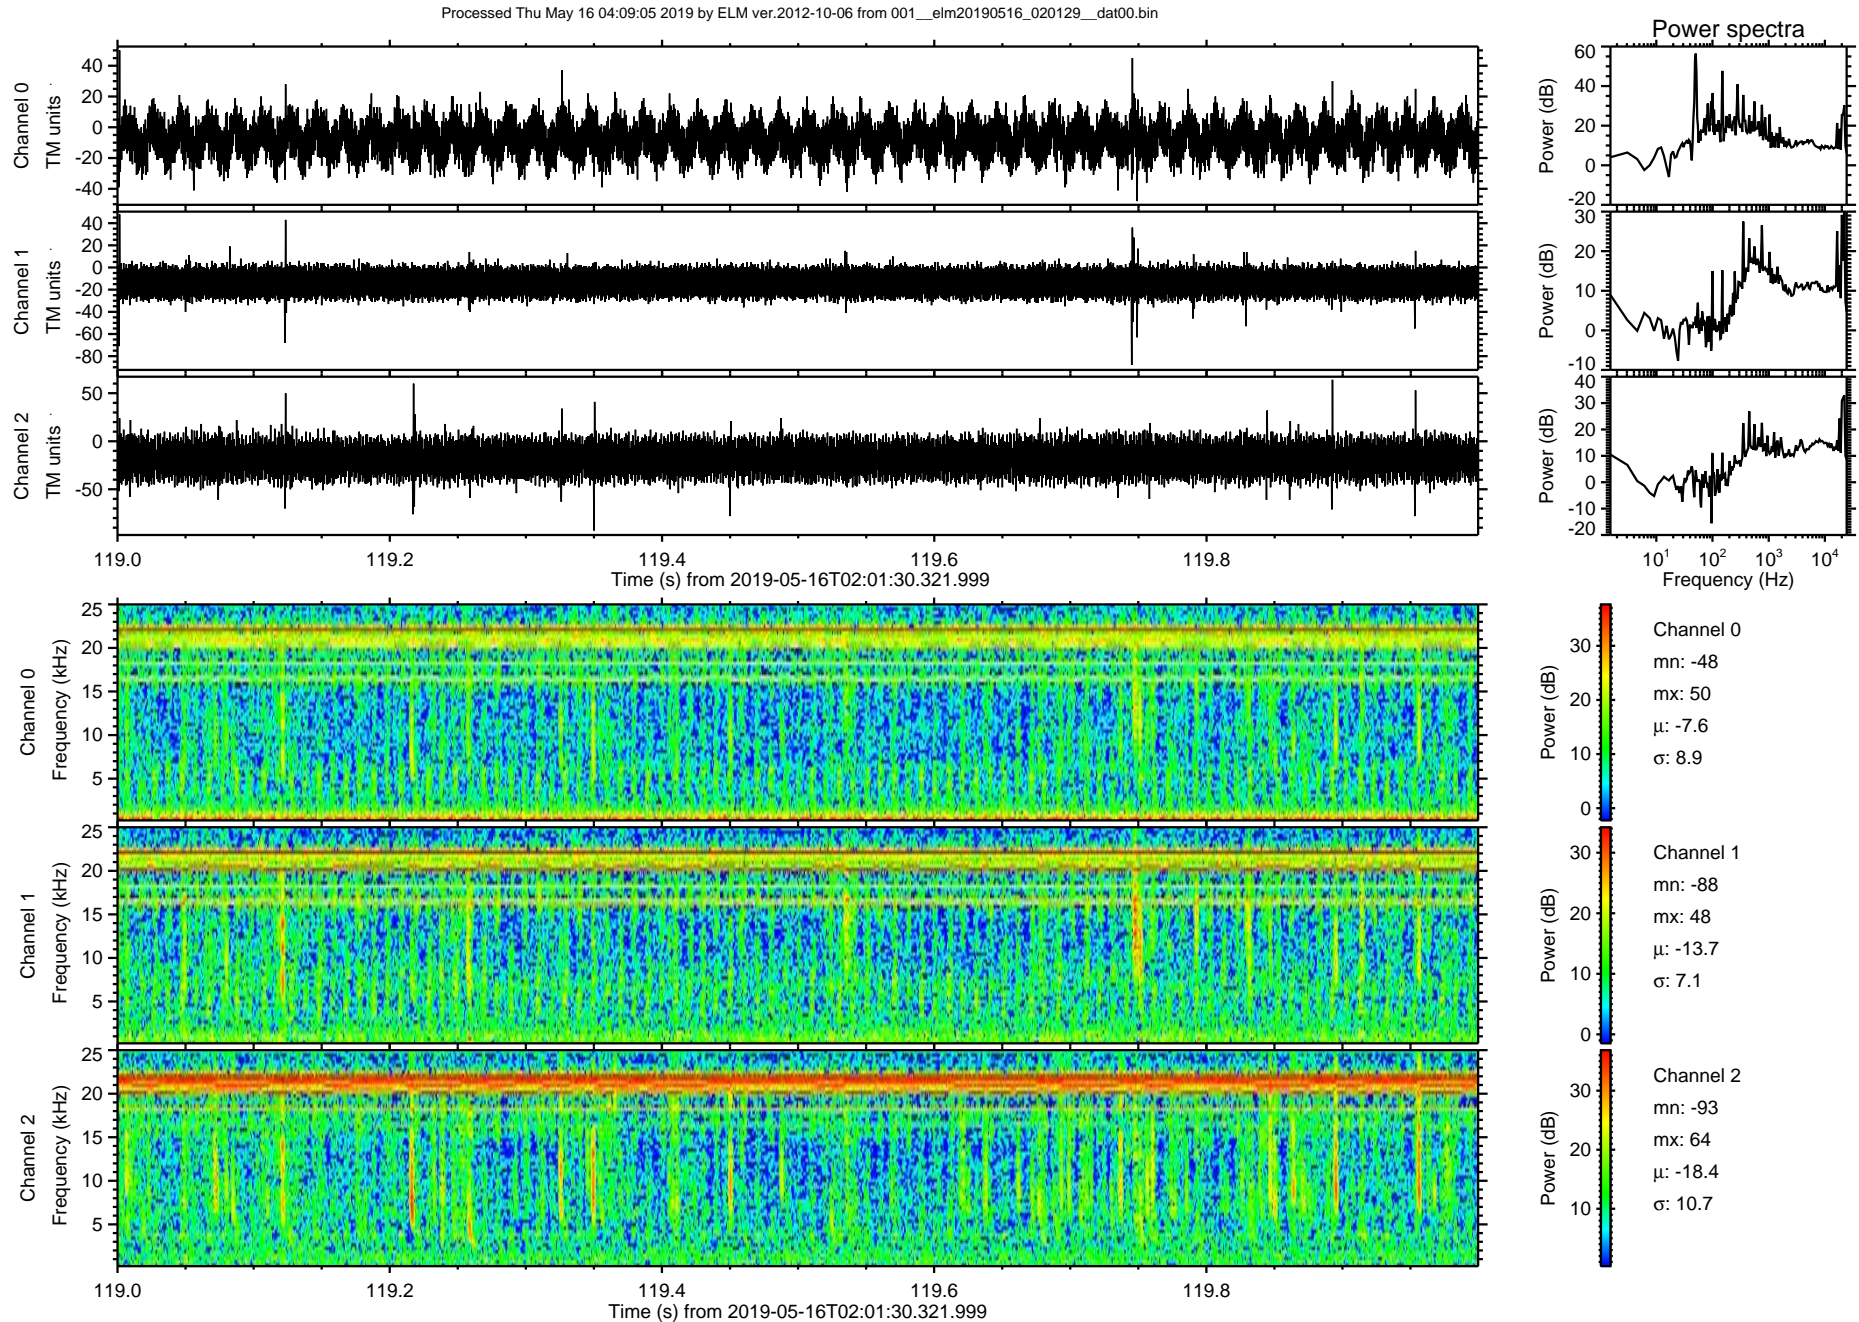 Processed Thu May 16 04:09:05 2019 by ELM ver.2012-10-06 from 001__elm20190516_020129__dat00.bin
Power spectra
Channel 0
TM units
40
20
0
-20
-40
Power (dB)
60
40
20
0
-20
Channel 1
TM units
40
20
0
-20
-40
-60
-80
Power (dB)
30
20
10
0
-10
Channel 2
TM units
50
0
-50
Power (dB)
40
30
20
10
0
-10
-20
119.0 119.2 119.4 119.6 119.8
Time (s) from 2019-05-16T02:01:30.321.999
10^1 10^2 10^3 10^4
Frequency (Hz)
Channel 0
Frequency (kHz)
25
20
15
10
5
Power (dB)
30
20
10
0
Channel 0
mn: -48
mx: 50
μ: -7.6
σ: 8.9
Channel 1
Frequency (kHz)
25
20
15
10
5
Power (dB)
30
20
10
0
Channel 1
mn: -88
mx: 48
μ: -13.7
σ: 7.1
Channel 2
Frequency (kHz)
25
20
15
10
5
Power (dB)
30
20
10
Channel 2
mn: -93
mx: 64
μ: -18.4
σ: 10.7
119.0 119.2 119.4 119.6 119.8
Time (s) from 2019-05-16T02:01:30.321.999